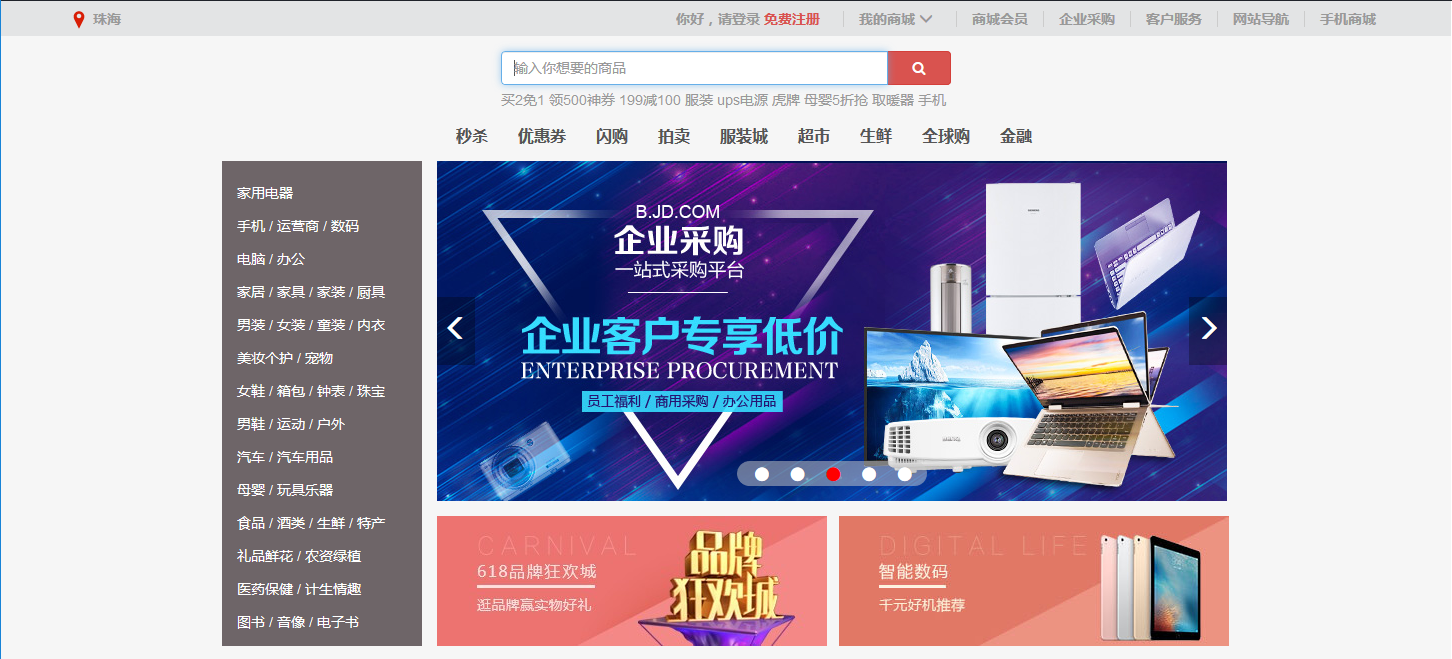 珠海
你好，请登录 免费注册 我的商城 商城会员 企业采购 客户服务 网站导航 手机商城
输入你想要的商品
买2免1 领500神券 199减100 服装 ups电源 虎牌 母婴5折抢 取暖器 手机
秒杀 优惠券 闪购 拍卖 服装城 超市 生鲜 全球购 金融
家用电器
手机 / 运营商 / 数码
电脑 / 办公
家居 / 家具 / 家装 / 厨具
男装 / 女装 / 童装 / 内衣
美妆个护 / 宠物
女鞋 / 箱包 / 钟表 / 珠宝
男鞋 / 运动 / 户外
汽车 / 汽车用品
母婴 / 玩具乐器
食品 / 酒类 / 生鲜 / 特产
礼品鲜花 / 农资绿植
医药保健 / 计生情趣
图书 / 音像 / 电子书
B.JD.COM
企业采购
一站式采购平台
企业客户专享低价
ENTERPRISE PROCUREMENT
员工福利 / 商用采购 / 办公用品
CARNIVAL
618品牌狂欢城
逛品牌赢实物好礼
品牌
狂欢城
DIGITAL LIFE
智能数码
千元好机推荐